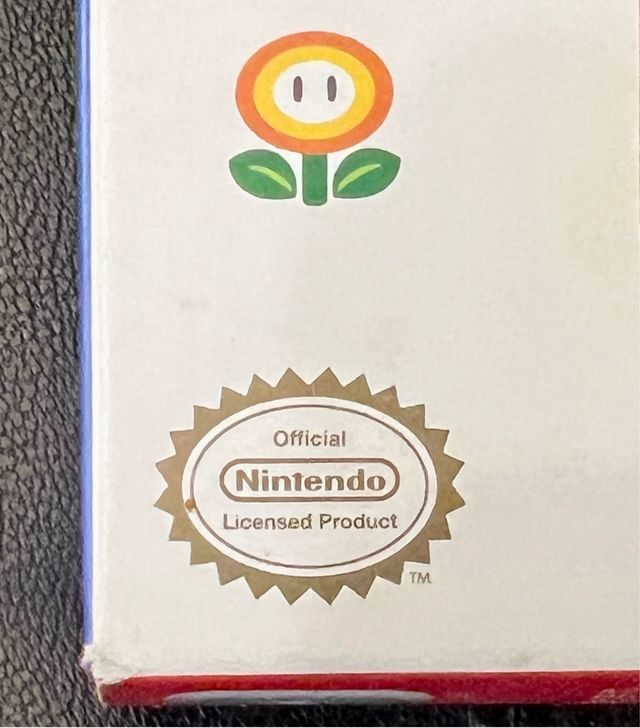 Official
Nintendo
Licensed Product
TM